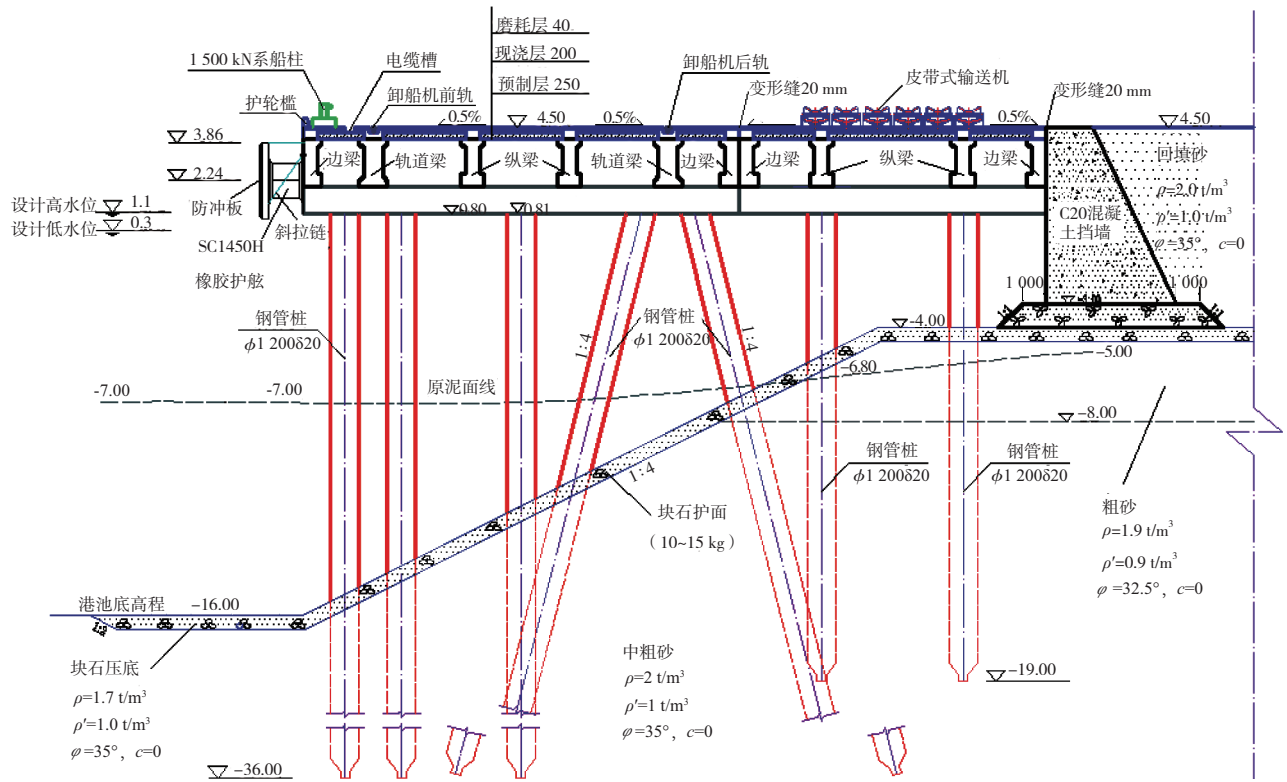 磨耗层 40
现浇层 200
预制层 250
1 500 kN系船柱
电缆槽
卸船机前轨
卸船机后轨
皮带式输送机
护轮槛
变形缝20 mm
变形缝20 mm
0.5%
4.50
0.5%
0.5%
4.50
3.86
2.24
边梁
轨道梁
纵梁
轨道梁
边梁
边梁
纵梁
边梁
回填砂
ρ=2.0 t/m³
ρ′=1.0 t/m³
φ=35°，c=0
C20混凝
土挡墙
设计高水位
1.1
设计低水位
0.3
防冲板
斜拉链
SC1450H
橡胶护舷
0.80
0.81
1 000
1 000
钢管桩
ϕ1 200δ20
1:4
钢管桩
ϕ1 200δ20
1:4
-4.00
-5.00
-6.80
-7.00
-7.00
原泥面线
-8.00
钢管桩
ϕ1 200δ20
钢管桩
ϕ1 200δ20
1:4
块石护面
（10~15 kg）
粗砂
ρ=1.9 t/m³
ρ′=0.9 t/m³
φ=32.5°，c=0
港池底高程
-16.00
块石压底
ρ=1.7 t/m³
ρ′=1.0 t/m³
φ=35°，c=0
中粗砂
ρ=2 t/m³
ρ′=1 t/m³
φ=35°，c=0
-19.00
-36.00